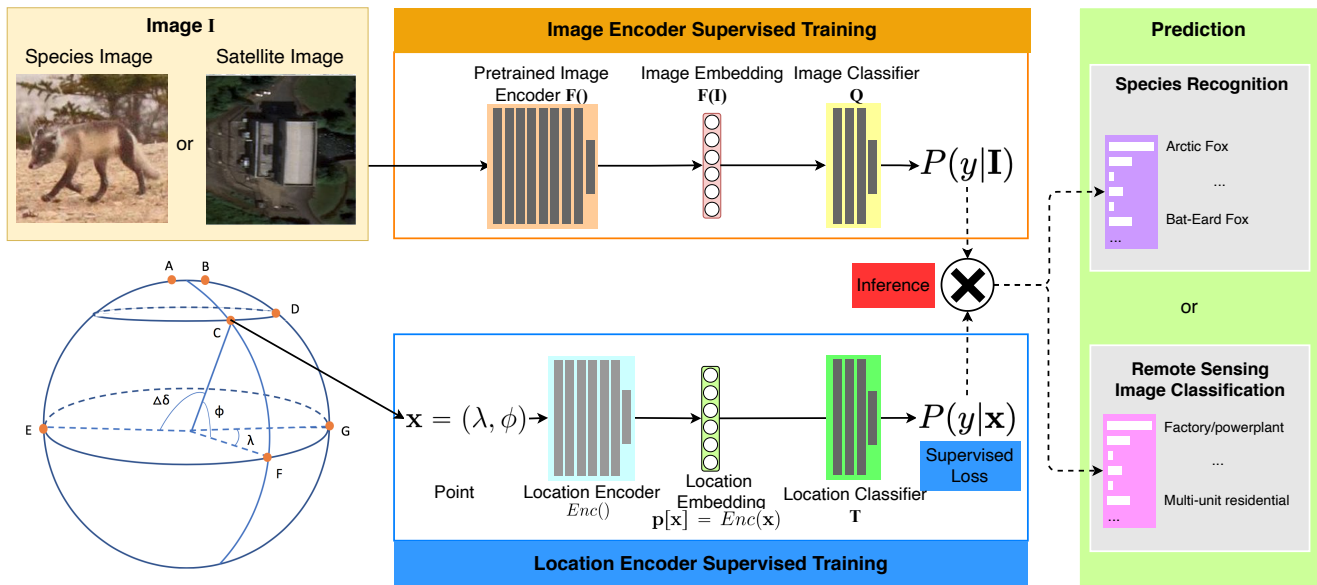 Image I
Species Image
Satellite Image
or
Image Encoder Supervised Training
Pretrained Image
Encoder F()
Image Embedding
F(I)
Image Classifier
Q
P(y|I)
Prediction
Species Recognition
Arctic Fox
...
Bat-Eard Fox
...
or
Remote Sensing
Image Classification
Factory/powerplant
...
Multi-unit residential
...
Inference
A
B
C
D
E
F
G
Δδ
ϕ
λ
x = (λ, ϕ)
Point
Location Encoder
Enc()
Location
Embedding
p[x] = Enc(x)
Location Classifier
T
P(y|x)
Supervised
Loss
Location Encoder Supervised Training